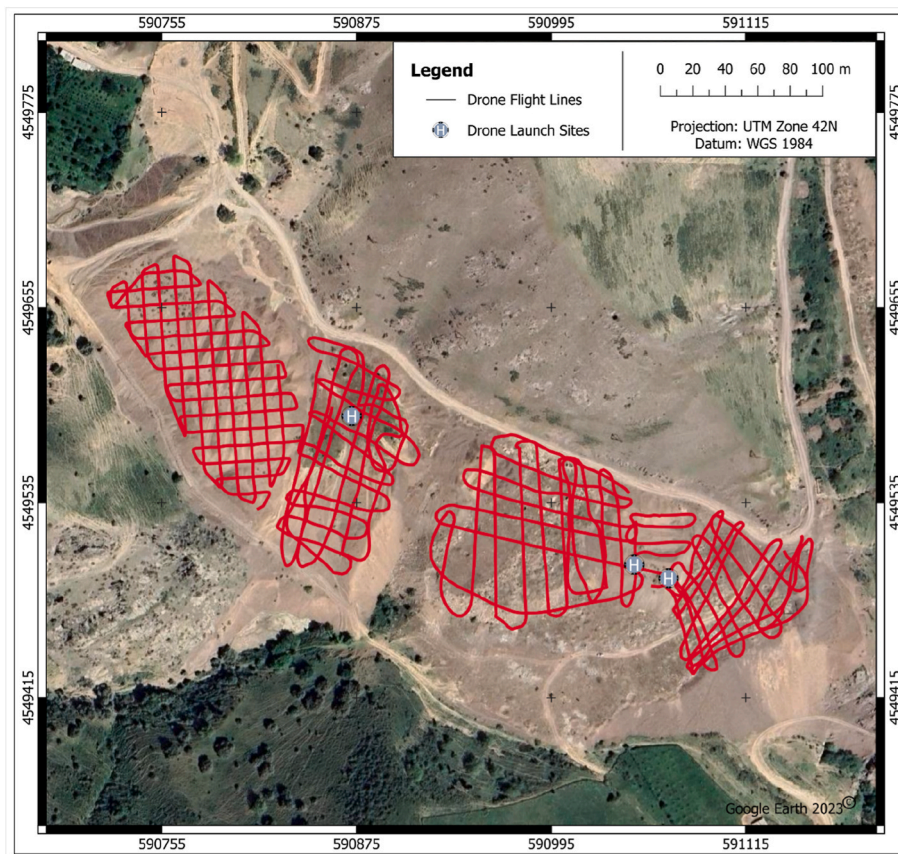 590755 590875 590995 591115
Legend
Drone Flight Lines
H Drone Launch Sites
0 20 40 60 80 100 m
Projection: UTM Zone 42N
Datum: WGS 1984
4549775
4549655
4549535
4549415
4549775
4549655
4549535
4549415
H
H
H
Google Earth 2023©
590755 590875 590995 591115